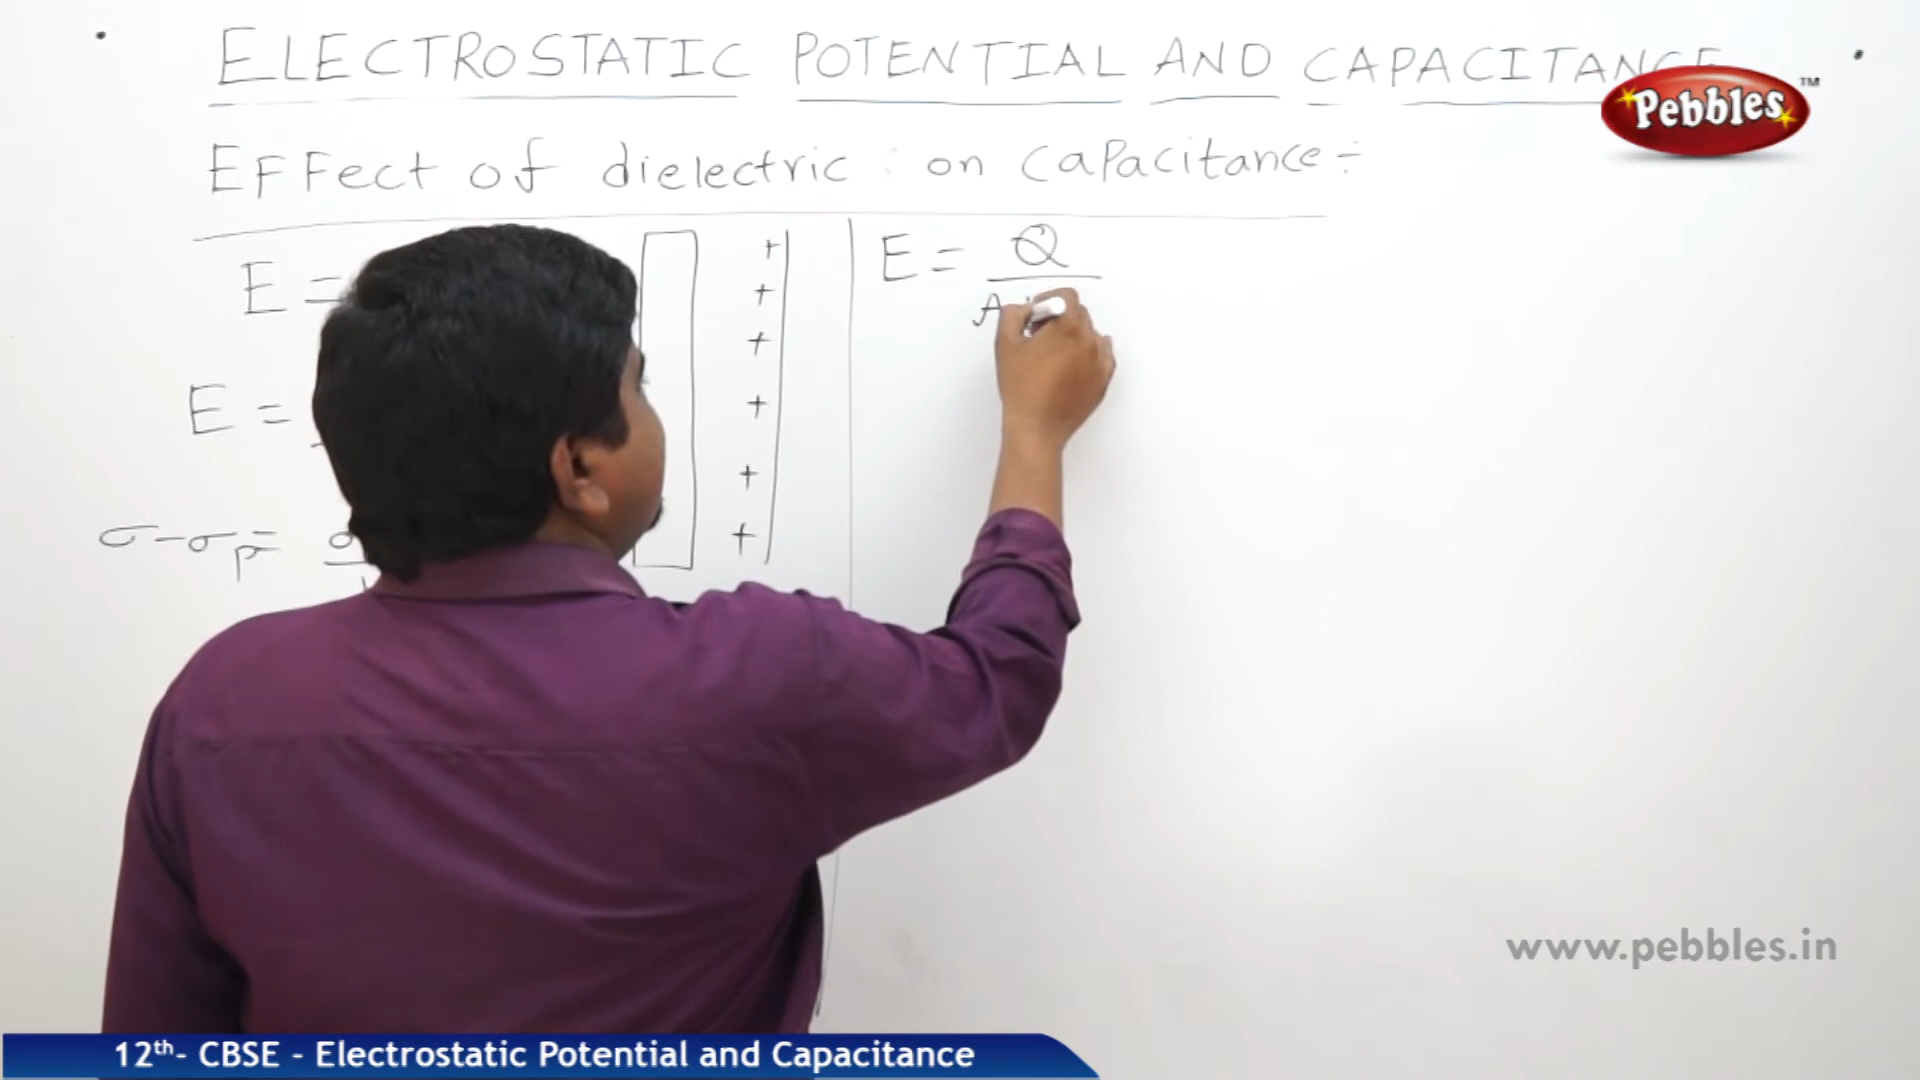 ELECTROSTATIC POTENTIAL AND CAPACITANCE
Pebbles™
Effect of dielectric on capacitance:-
E =
E =
σ - σp =
+
+
+
+
+
+
E = Q
A
www.pebbles.in
12th- CBSE - Electrostatic Potential and Capacitance